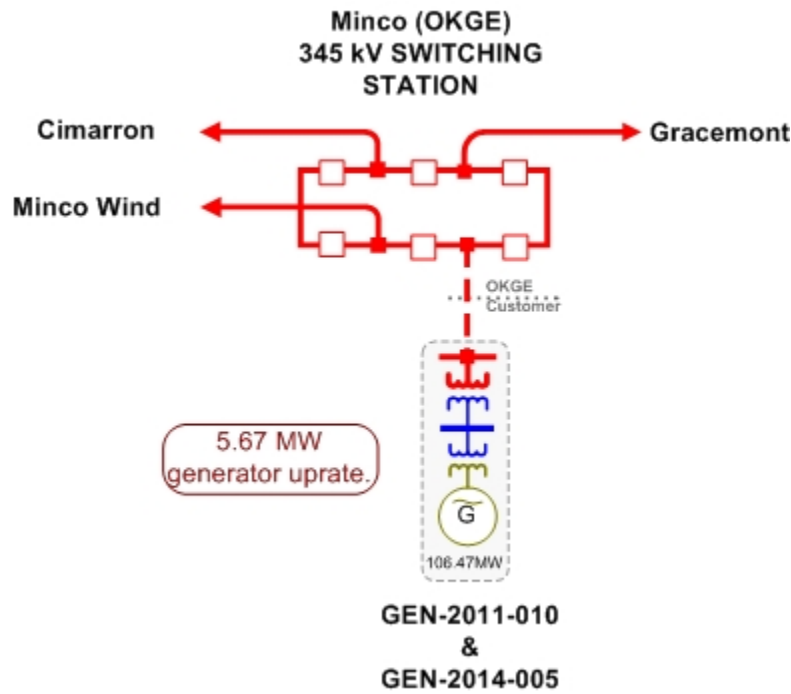 Minco (OKGE)
345 kV SWITCHING
STATION
Cimarron
Gracemont
Minco Wind
OKGE
Customer
5.67 MW
generator uprate.
G
106.47MW
GEN-2011-010
&
GEN-2014-005